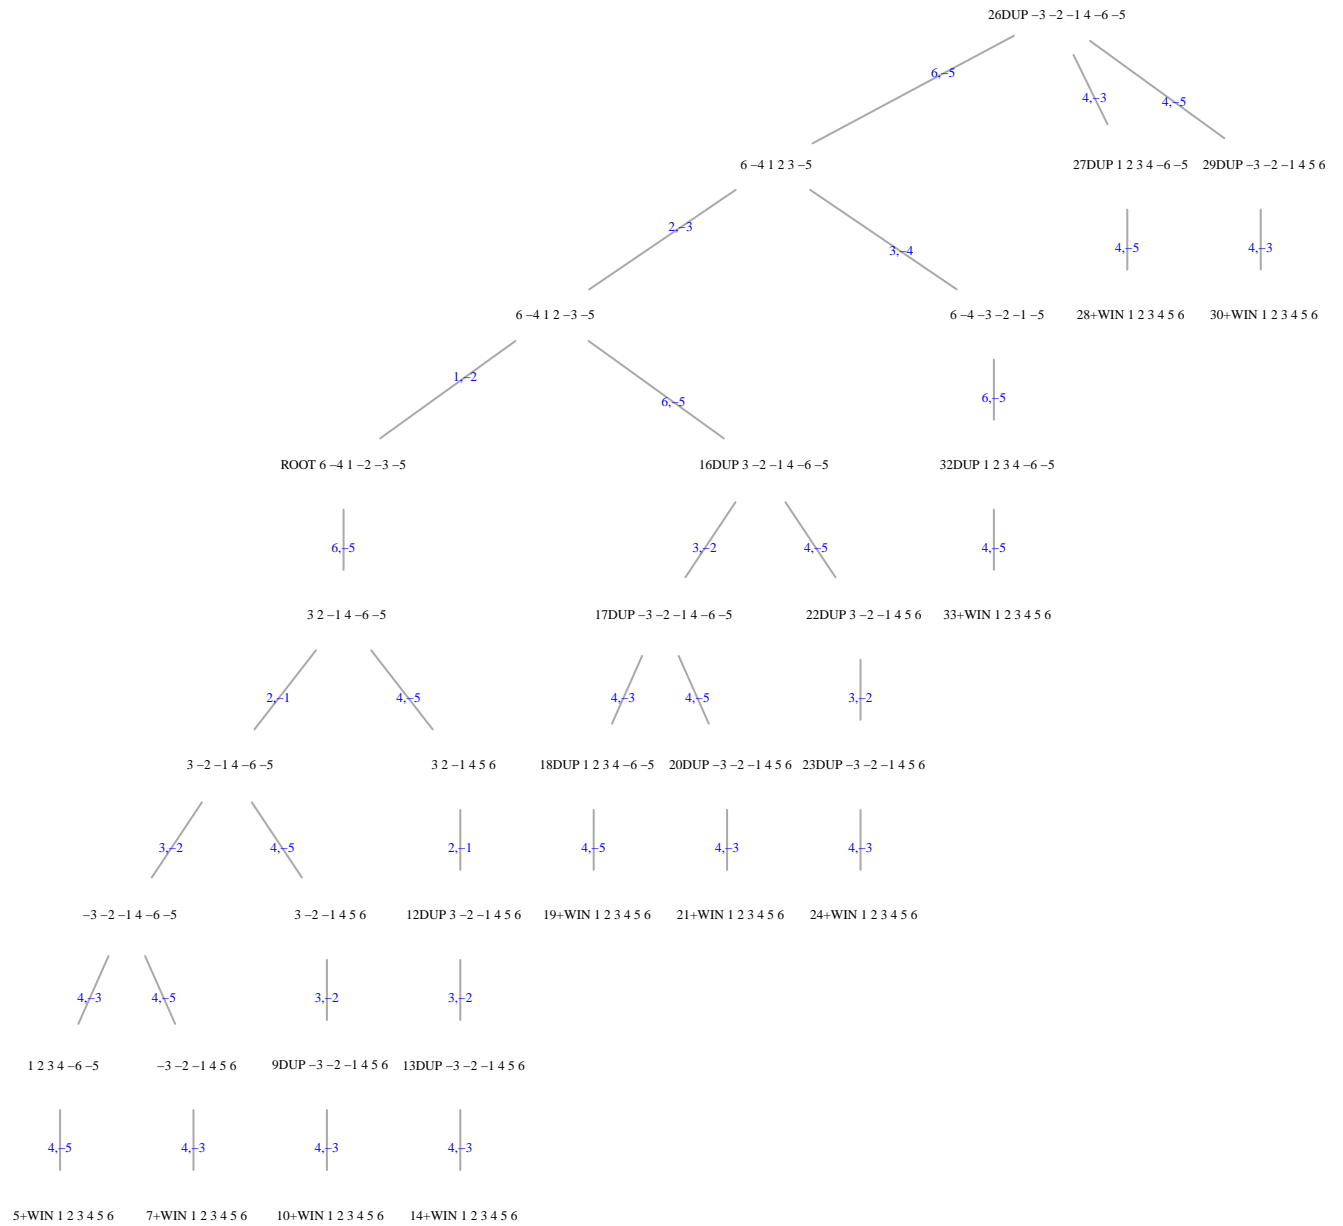 26DUP −3 −2 −1 4 −6 −5
6,−5
4,−3
4,−5
6 −4 1 2 3 −5
27DUP 1 2 3 4 −6 −5
29DUP −3 −2 −1 4 5 6
2,−3
3,−4
4,−5
4,−3
6 −4 1 2 −3 −5
6 −4 −3 −2 −1 −5
28+WIN 1 2 3 4 5 6
30+WIN 1 2 3 4 5 6
1,−2
6,−5
6,−5
ROOT 6 −4 1 −2 −3 −5
16DUP 3 −2 −1 4 −6 −5
32DUP 1 2 3 4 −6 −5
6,−5
3,−2
4,−5
4,−5
3 2 −1 4 −6 −5
17DUP −3 −2 −1 4 −6 −5
22DUP 3 −2 −1 4 5 6
33+WIN 1 2 3 4 5 6
2,−1
4,−5
4,−3
4,−5
3,−2
3 −2 −1 4 −6 −5
3 2 −1 4 5 6
18DUP 1 2 3 4 −6 −5
20DUP −3 −2 −1 4 5 6
23DUP −3 −2 −1 4 5 6
3,−2
4,−5
2,−1
4,−5
4,−3
4,−3
−3 −2 −1 4 −6 −5
3 −2 −1 4 5 6
12DUP 3 −2 −1 4 5 6
19+WIN 1 2 3 4 5 6
21+WIN 1 2 3 4 5 6
24+WIN 1 2 3 4 5 6
4,−3
4,−5
3,−2
3,−2
1 2 3 4 −6 −5
−3 −2 −1 4 5 6
9DUP −3 −2 −1 4 5 6
13DUP −3 −2 −1 4 5 6
4,−5
4,−3
4,−3
4,−3
5+WIN 1 2 3 4 5 6
7+WIN 1 2 3 4 5 6
10+WIN 1 2 3 4 5 6
14+WIN 1 2 3 4 5 6